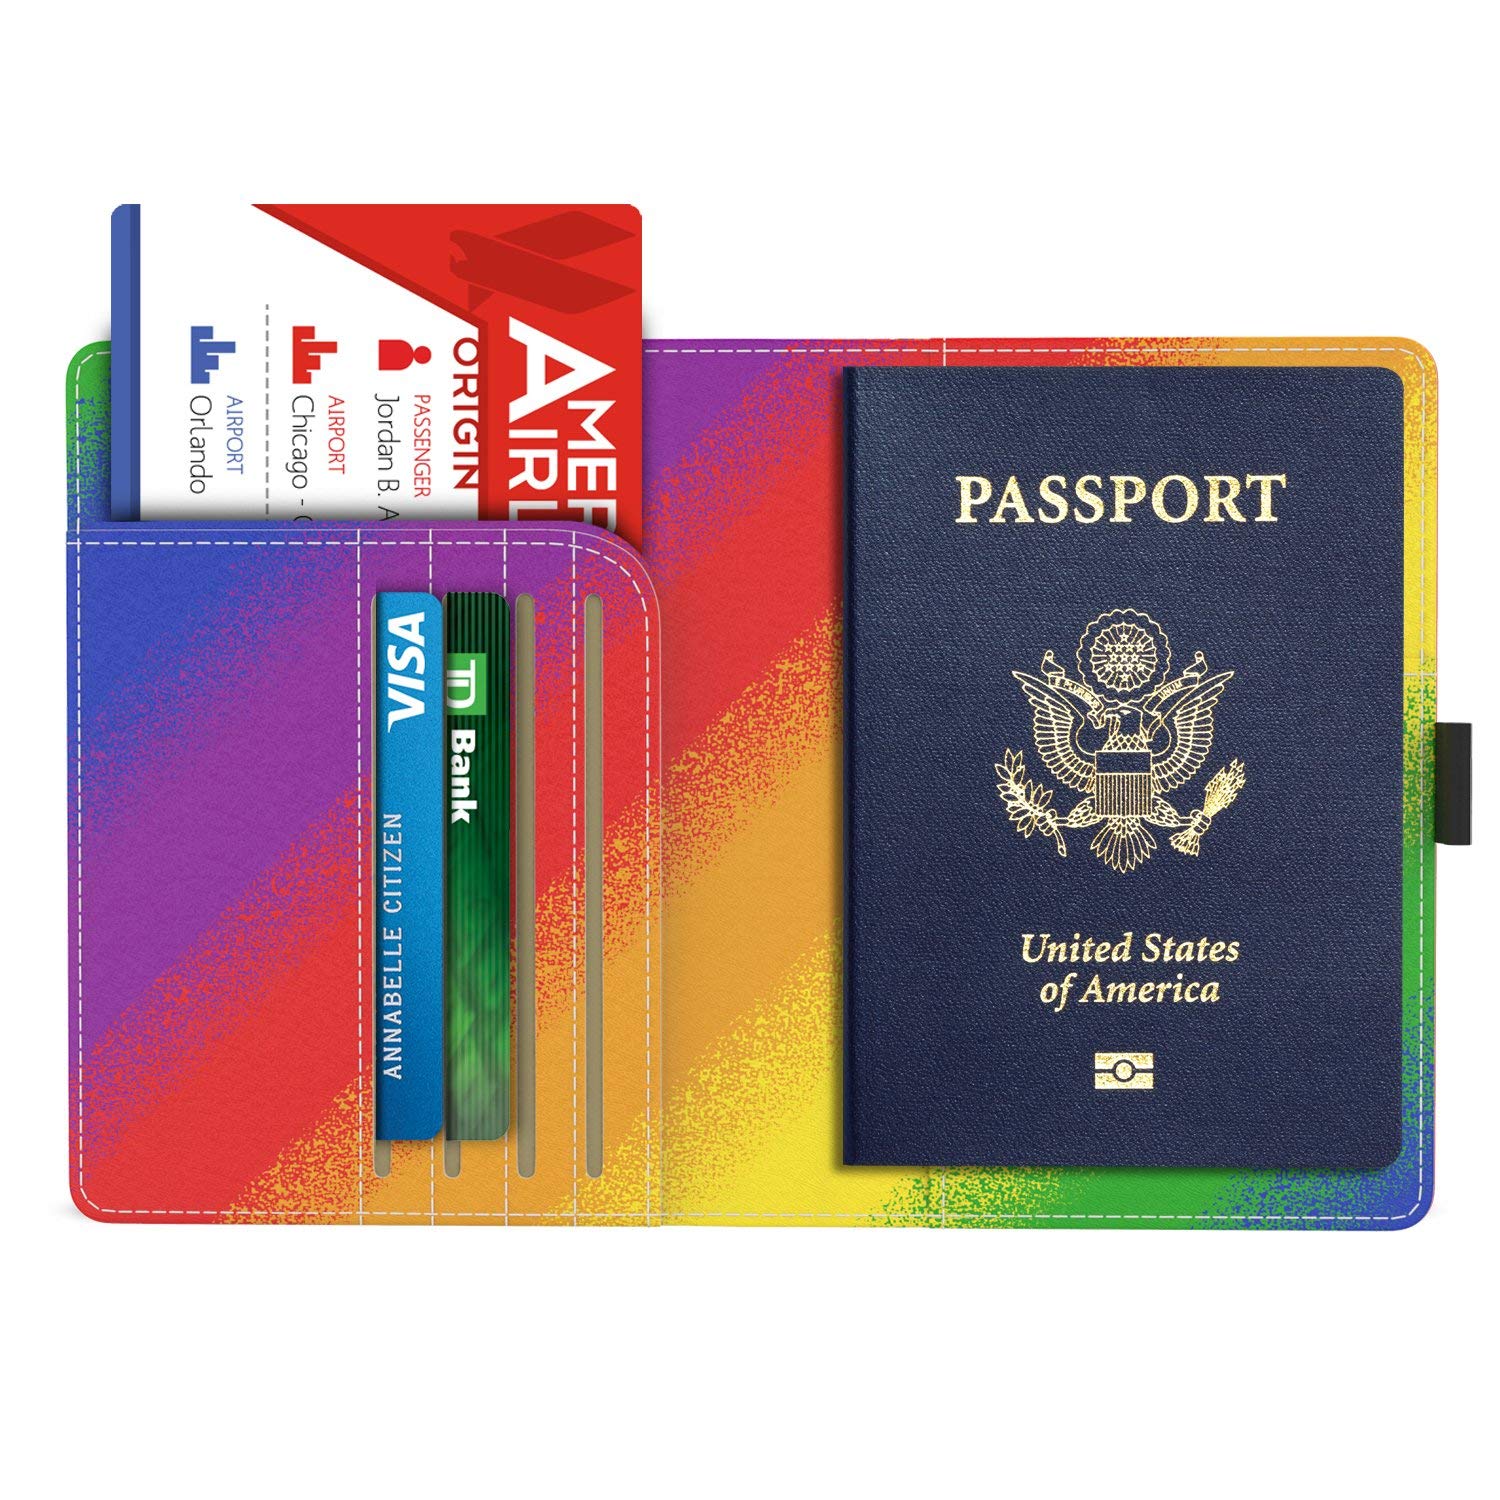 AMER
AIRL
ORIGIN
PASSENGER
Jordan B. A
AIRPORT
Chicago -
AIRPORT
Orlando
VISA
ANNABELLE CITIZEN
TD Bank
PASSPORT
United States
of America